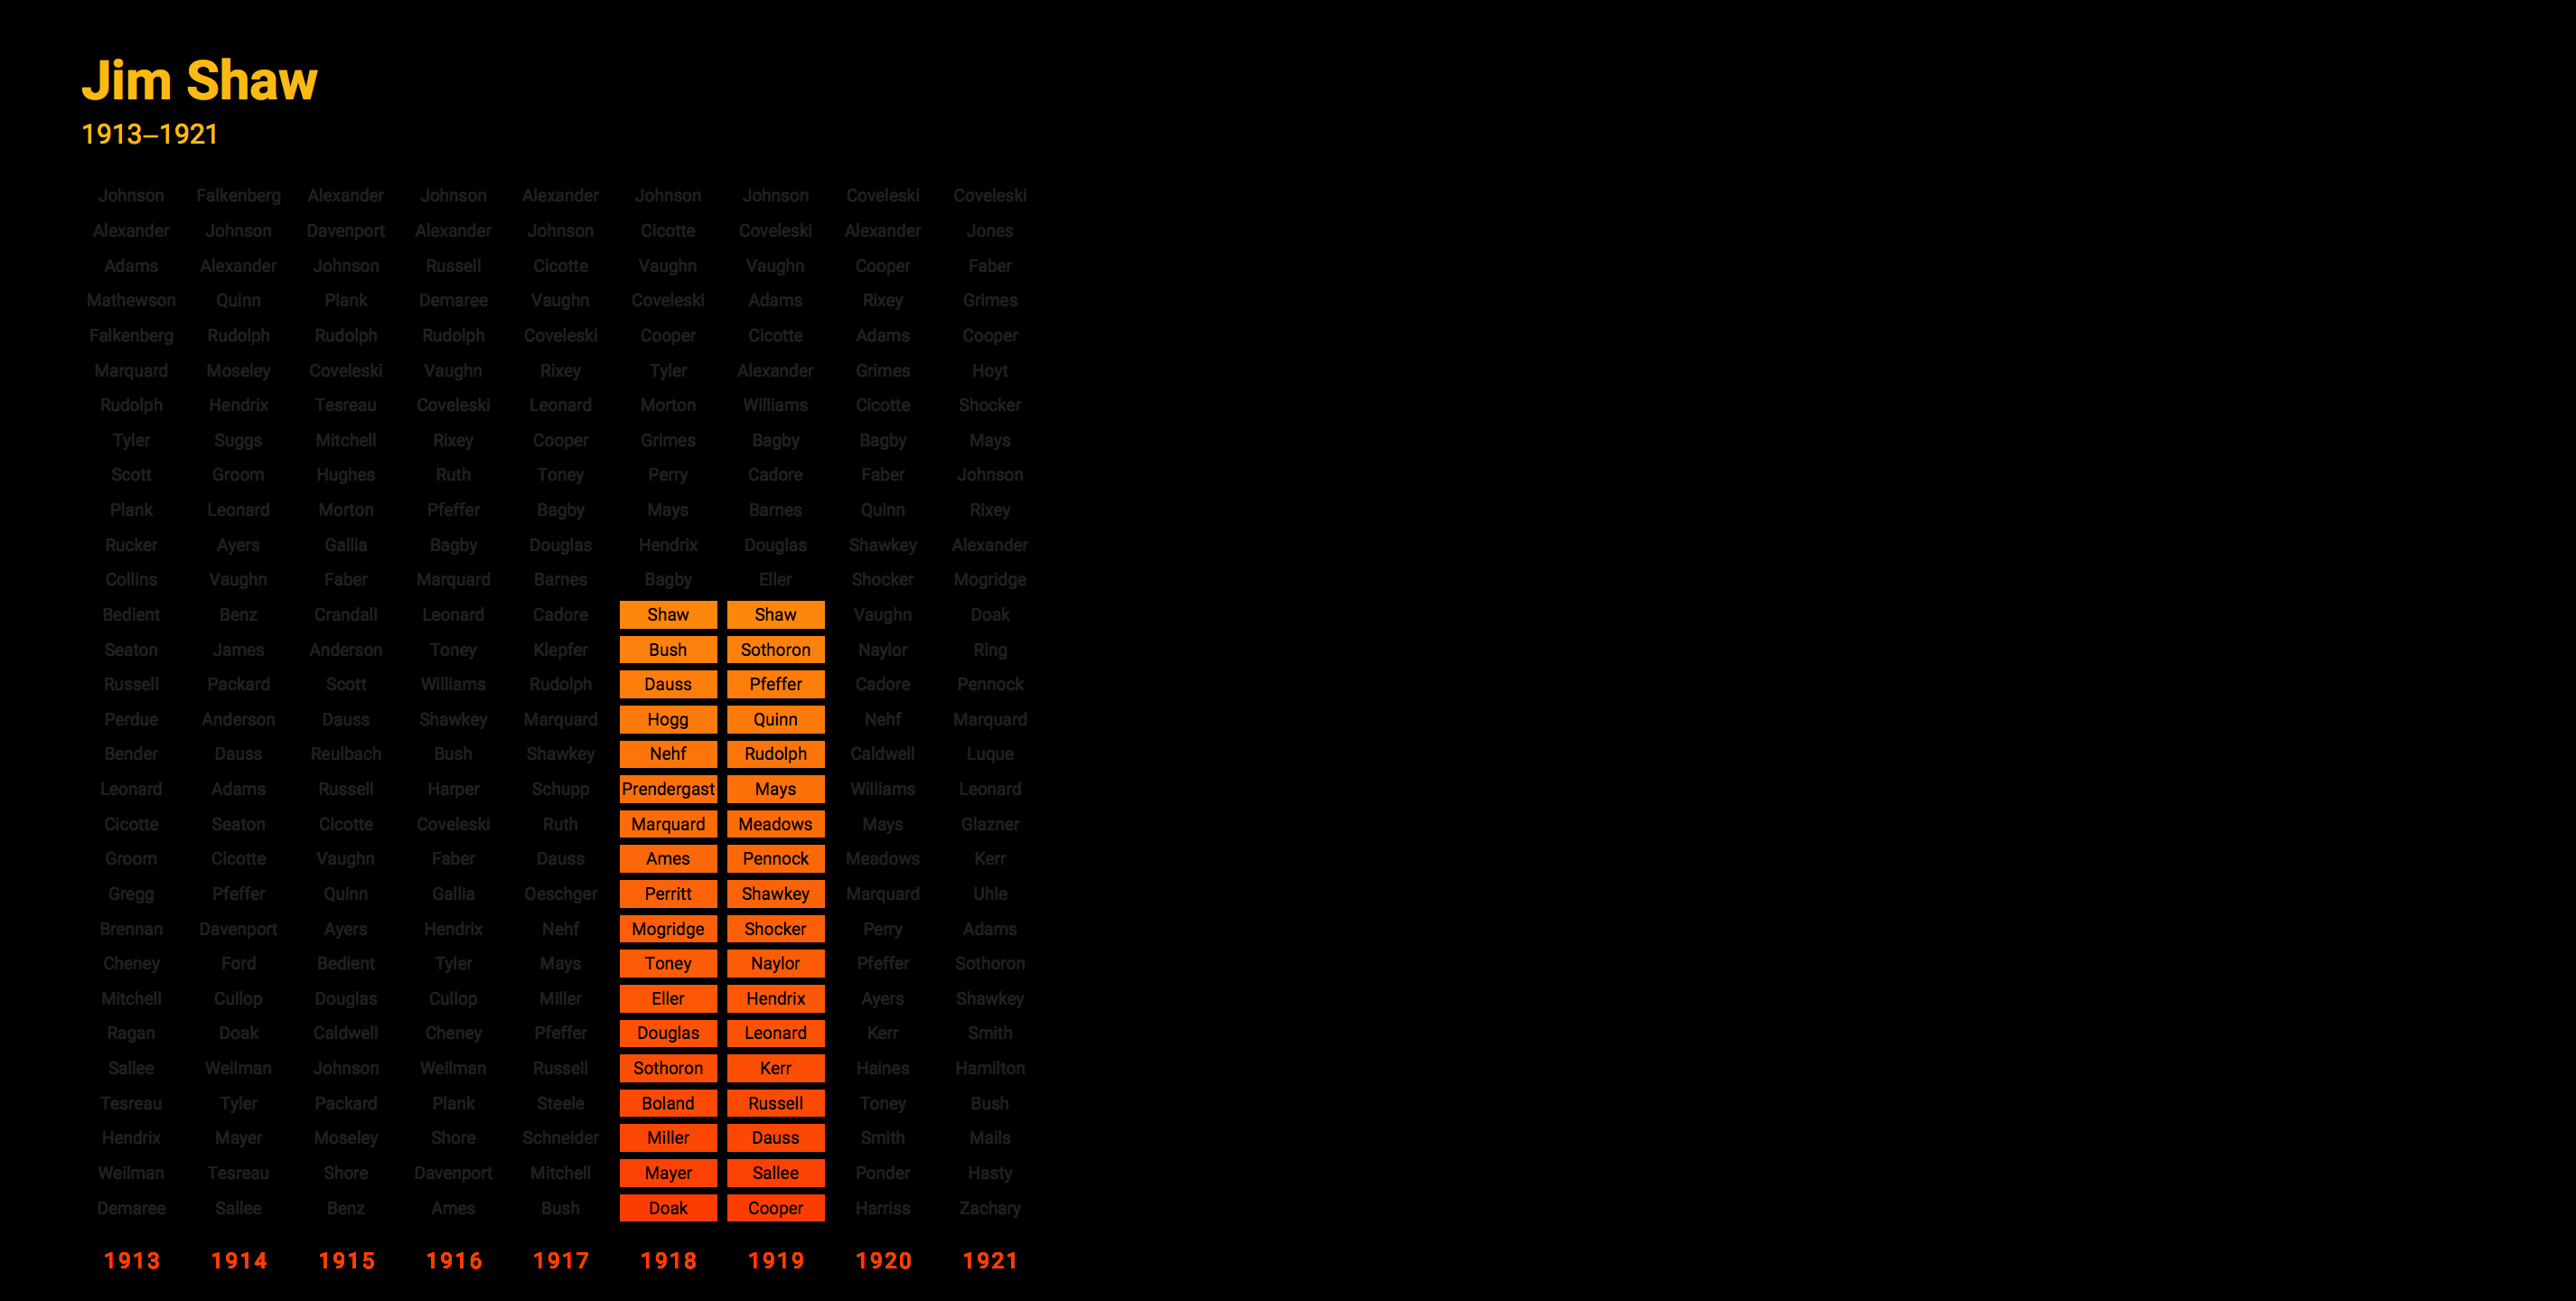 Jim Shaw
1913–1921
Johnson Falkenberg Alexander Johnson Alexander Johnson Johnson Coveleski Coveleski
Alexander Johnson Davenport Alexander Johnson Cicotte Coveleski Alexander Jones
Adams Alexander Johnson Russell Cicotte Vaughn Vaughn Cooper Faber
Mathewson Quinn Plank Demaree Vaughn Coveleski Adams Rixey Grimes
Falkenberg Rudolph Rudolph Rudolph Coveleski Cooper Cicotte Adams Cooper
Marquard Moseley Coveleski Vaughn Rixey Tyler Alexander Grimes Hoyt
Rudolph Hendrix Tesreau Coveleski Leonard Morton Williams Cicotte Shocker
Tyler Suggs Mitchell Rixey Cooper Grimes Bagby Bagby Mays
Scott Groom Hughes Ruth Toney Perry Cadore Faber Johnson
Plank Leonard Morton Pfeffer Bagby Mays Barnes Quinn Rixey
Rucker Ayers Gallia Bagby Douglas Hendrix Douglas Shawkey Alexander
Collins Vaughn Faber Marquard Barnes Bagby Eller Shocker Mogridge
Bedient Benz Crandall Leonard Cadore Shaw Shaw Vaughn Doak
Seaton James Anderson Toney Klepfer Bush Sothoron Naylor Ring
Russell Packard Scott Williams Rudolph Dauss Pfeffer Cadore Pennock
Perdue Anderson Dauss Shawkey Marquard Hogg Quinn Nehf Marquard
Bender Dauss Reulbach Bush Shawkey Nehf Rudolph Caldwell Luque
Leonard Adams Russell Harper Schupp Prendergast Mays Williams Leonard
Cicotte Seaton Cicotte Coveleski Ruth Marquard Meadows Mays Glazner
Groom Cicotte Vaughn Faber Dauss Ames Pennock Meadows Kerr
Gregg Pfeffer Quinn Gallia Oeschger Perritt Shawkey Marquard Uhle
Brennan Davenport Ayers Hendrix Nehf Mogridge Shocker Perry Adams
Cheney Ford Bedient Tyler Mays Toney Naylor Pfeffer Sothoron
Mitchell Cullop Douglas Cullop Miller Eller Hendrix Ayers Shawkey
Ragan Doak Caldwell Cheney Pfeffer Douglas Leonard Kerr Smith
Sallee Weilman Johnson Weilman Russell Sothoron Kerr Haines Hamilton
Tesreau Tyler Packard Plank Steele Boland Russell Toney Bush
Hendrix Mayer Moseley Shore Schneider Miller Dauss Smith Mails
Weilman Tesreau Shore Davenport Mitchell Mayer Sallee Ponder Hasty
Demaree Sallee Benz Ames Bush Doak Cooper Harriss Zachary
1913 1914 1915 1916 1917 1918 1919 1920 1921